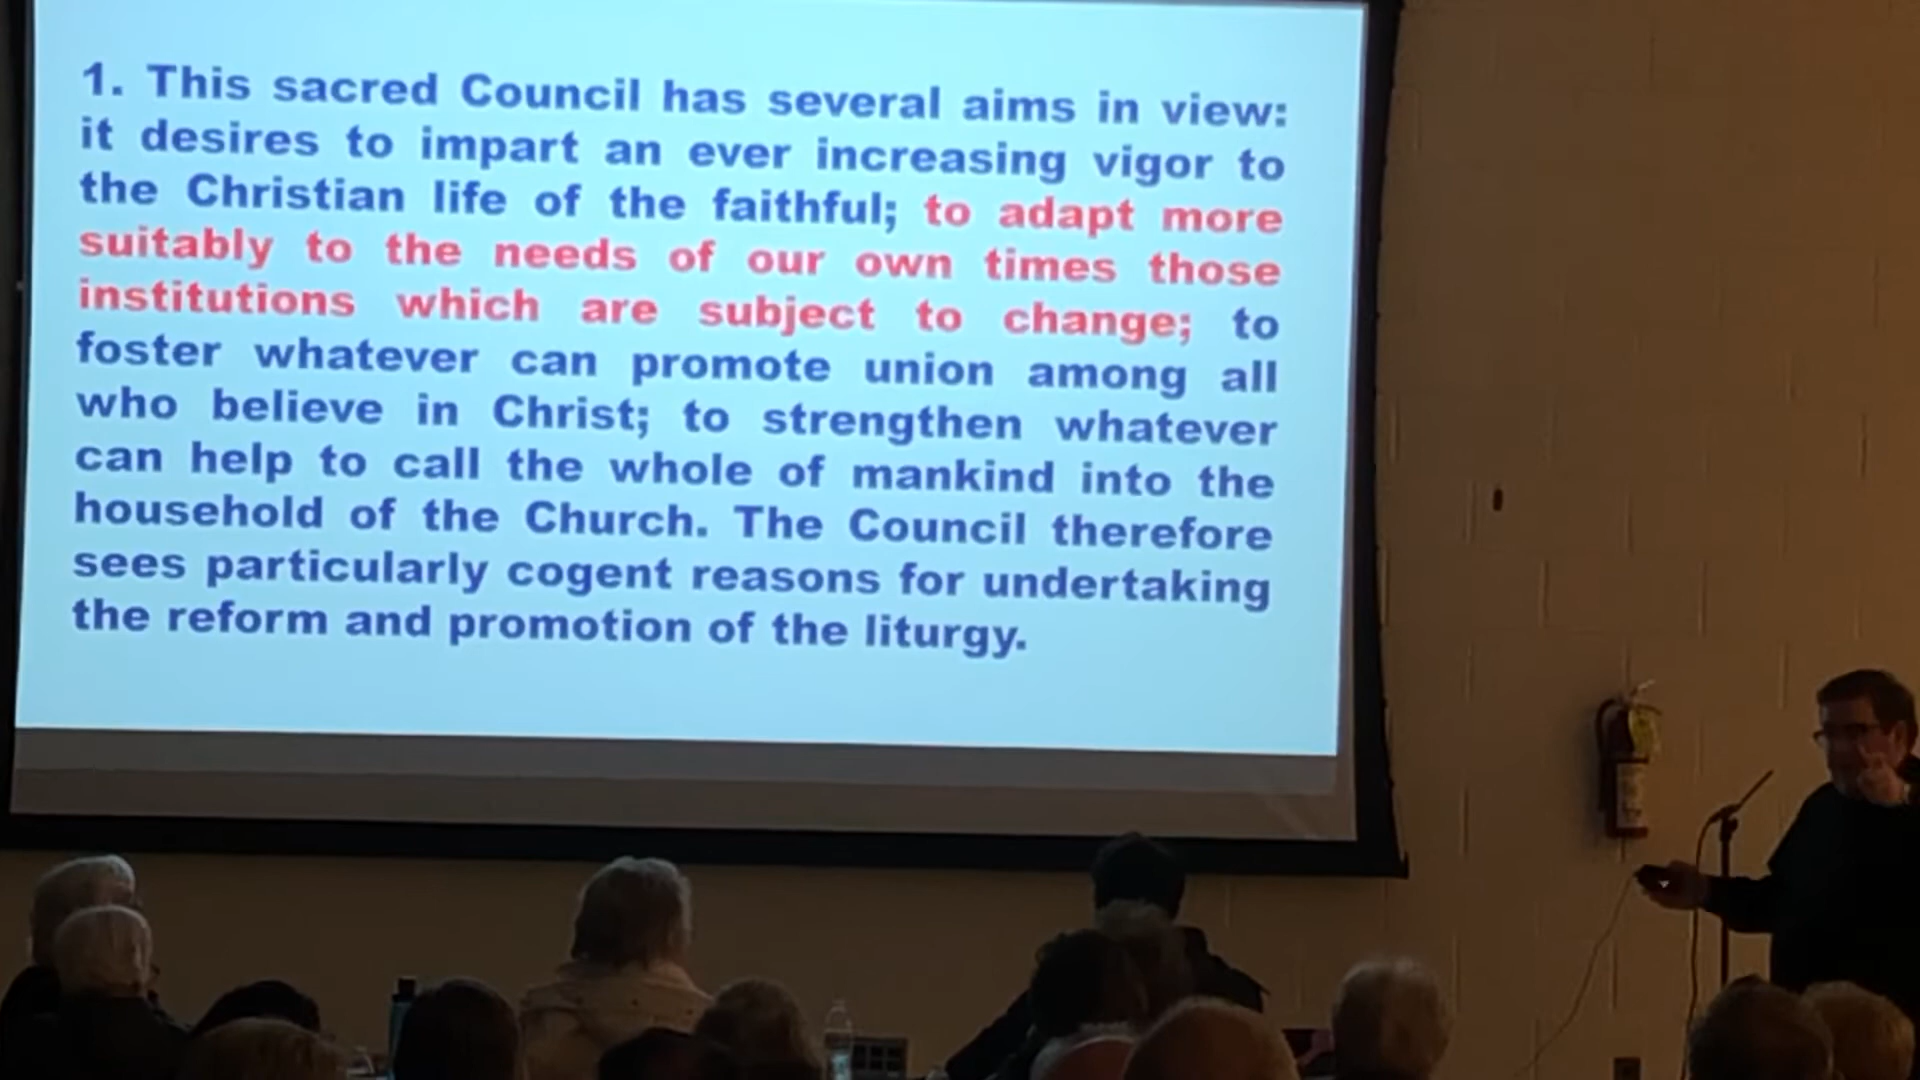 1. This sacred Council has several aims in view:
it desires to impart an ever increasing vigor to
the Christian life of the faithful; to adapt more
suitably to the needs of our own times those
institutions which are subject to change; to
foster whatever can promote union among all
who believe in Christ; to strengthen whatever
can help to call the whole of mankind into the
household of the Church. The Council therefore
sees particularly cogent reasons for undertaking
the reform and promotion of the liturgy.